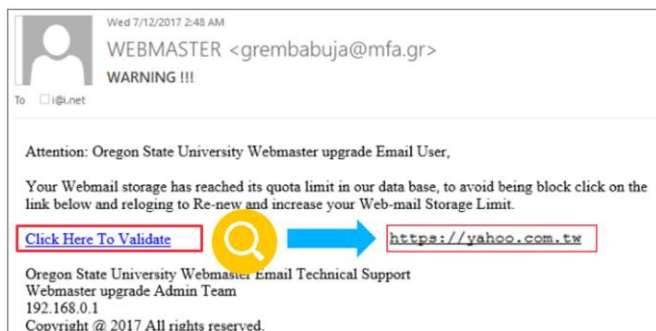 Wed 7/12/2017 2:48 AM
WEBMASTER <grembabuja@mfa.gr>
WARNING !!!
To i@i.net
Attention: Oregon State University Webmaster upgrade Email User,
Your Webmail storage has reached its quota limit in our data base, to avoid being block click on the
link below and reloging to Re-new and increase your Web-mail Storage Limit.
Click Here To Validate https://yahoo.com.tw
Oregon State University Webmaster Email Technical Support
Webmaster upgrade Admin Team
192.168.0.1
Copyright @ 2017 All rights reserved.